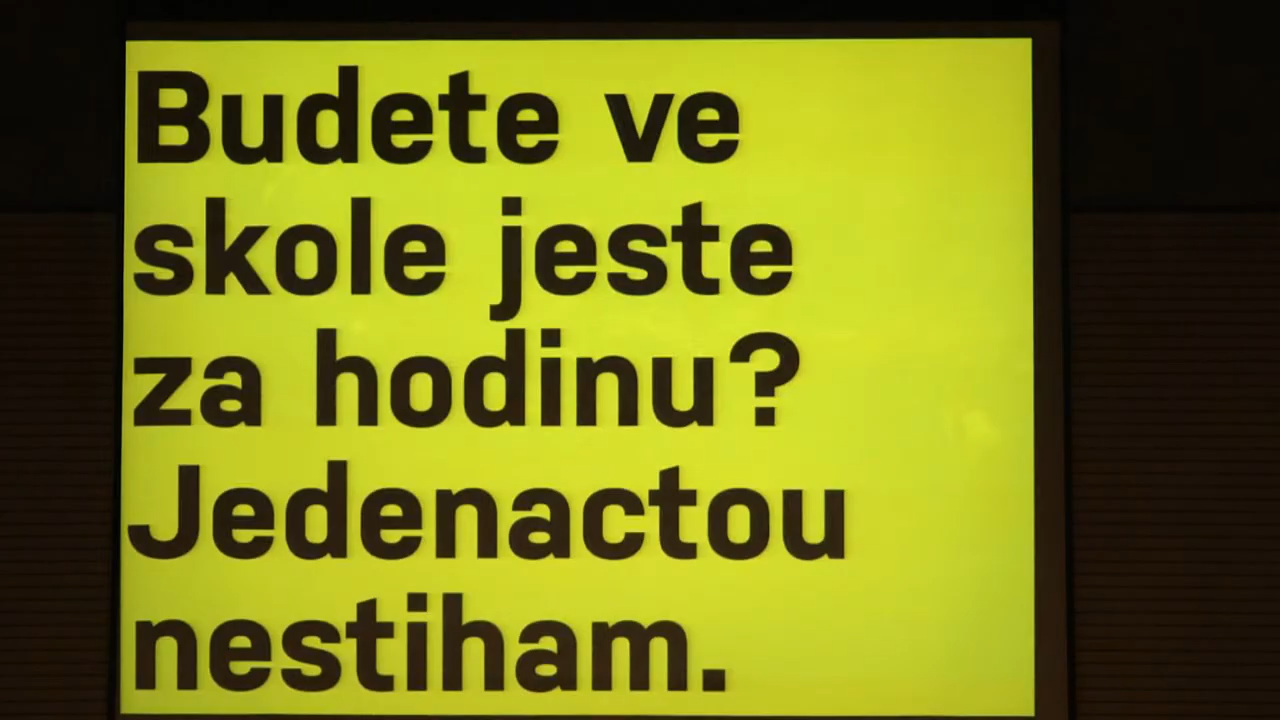 Budete ve
skole jeste
za hodinu?
Jedenactou
nestiham.